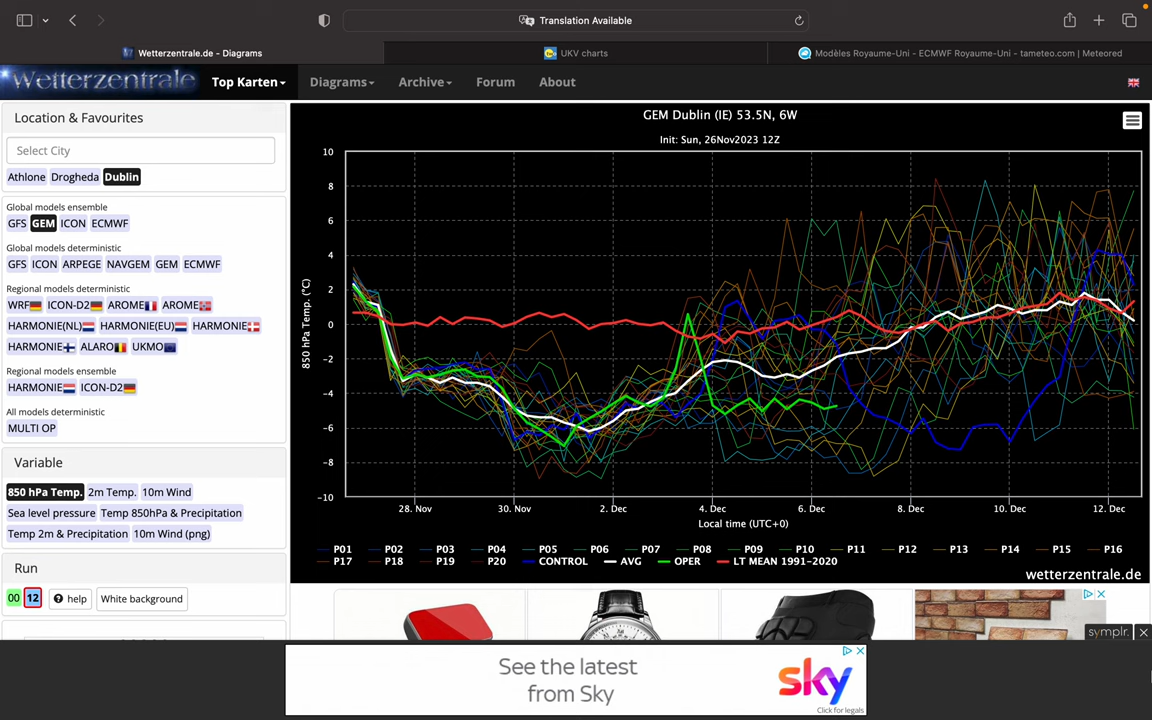 Translation Available
Wetterzentrale.de - Diagrams
UKV charts
Modèles Royaume-Uni - ECMWF Royaume-Uni - tameteo.com | Meteored
Wetterzentrale
Top Karten
Diagrams
Archive
Forum
About
Location & Favourites
Select City
Athlone Drogheda Dublin
Global models ensemble
GFS GEM ICON ECMWF
Global models deterministic
GFS ICON ARPEGE NAVGEM GEM ECMWF
Regional models deterministic
WRF ICON-D2 AROME AROME
HARMONIE(NL) HARMONIE(EU) HARMONIE
HARMONIE ALARO UKMO
Regional models ensemble
HARMONIE ICON-D2
All models deterministic
MULTI OP
Variable
850 hPa Temp. 2m Temp. 10m Wind
Sea level pressure Temp 850hPa & Precipitation
Temp 2m & Precipitation 10m Wind (png)
Run
00 12 ? help White background
GEM Dublin (IE) 53.5N, 6W
Init: Sun, 26Nov2023 12Z
850 hPa Temp. (°C)
10
8
6
4
2
0
−2
−4
−6
−8
−10
28. Nov 30. Nov 2. Dec 4. Dec 6. Dec 8. Dec 10. Dec 12. Dec
Local time (UTC+0)
P01 P02 P03 P04 P05 P06 P07 P08 P09 P10 P11 P12 P13 P14 P15 P16
P17 P18 P19 P20 CONTROL AVG OPER LT MEAN 1991-2020
wetterzentrale.de
symplr.
See the latest
from Sky
sky
Click for legals